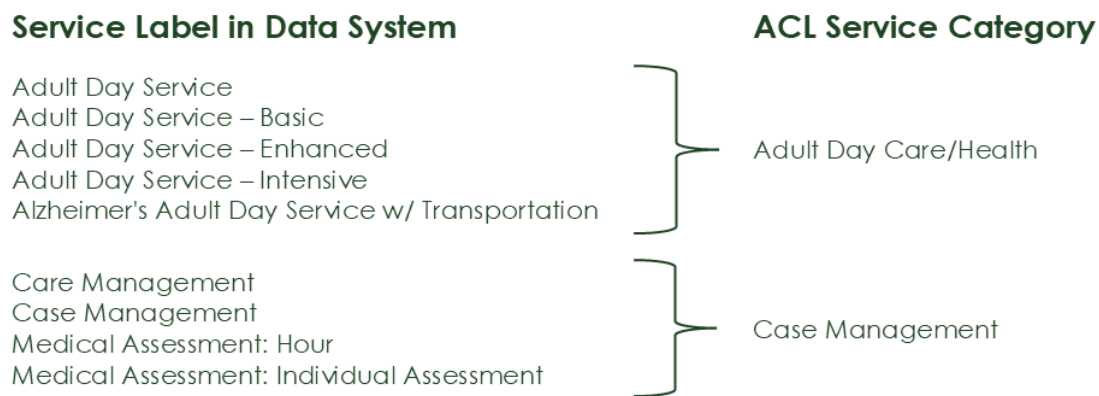 Service Label in Data System
ACL Service Category
Adult Day Service
Adult Day Service – Basic
Adult Day Service – Enhanced
Adult Day Service – Intensive
Alzheimer's Adult Day Service w/ Transportation
Adult Day Care/Health
Care Management
Case Management
Medical Assessment: Hour
Medical Assessment: Individual Assessment
Case Management